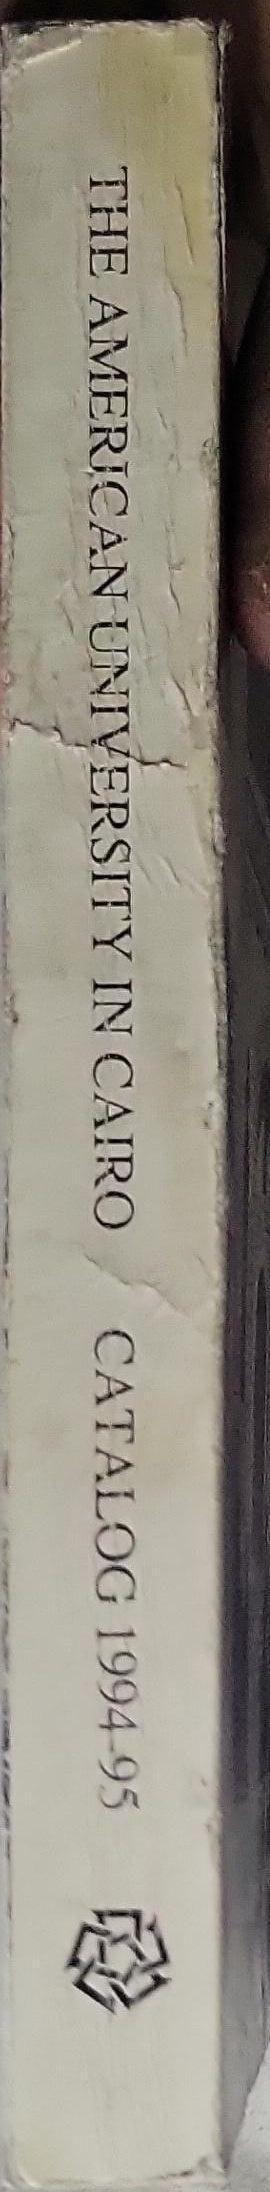 THE AMERICAN UNIVERSITY IN CAIRO CATALOG 1994-95